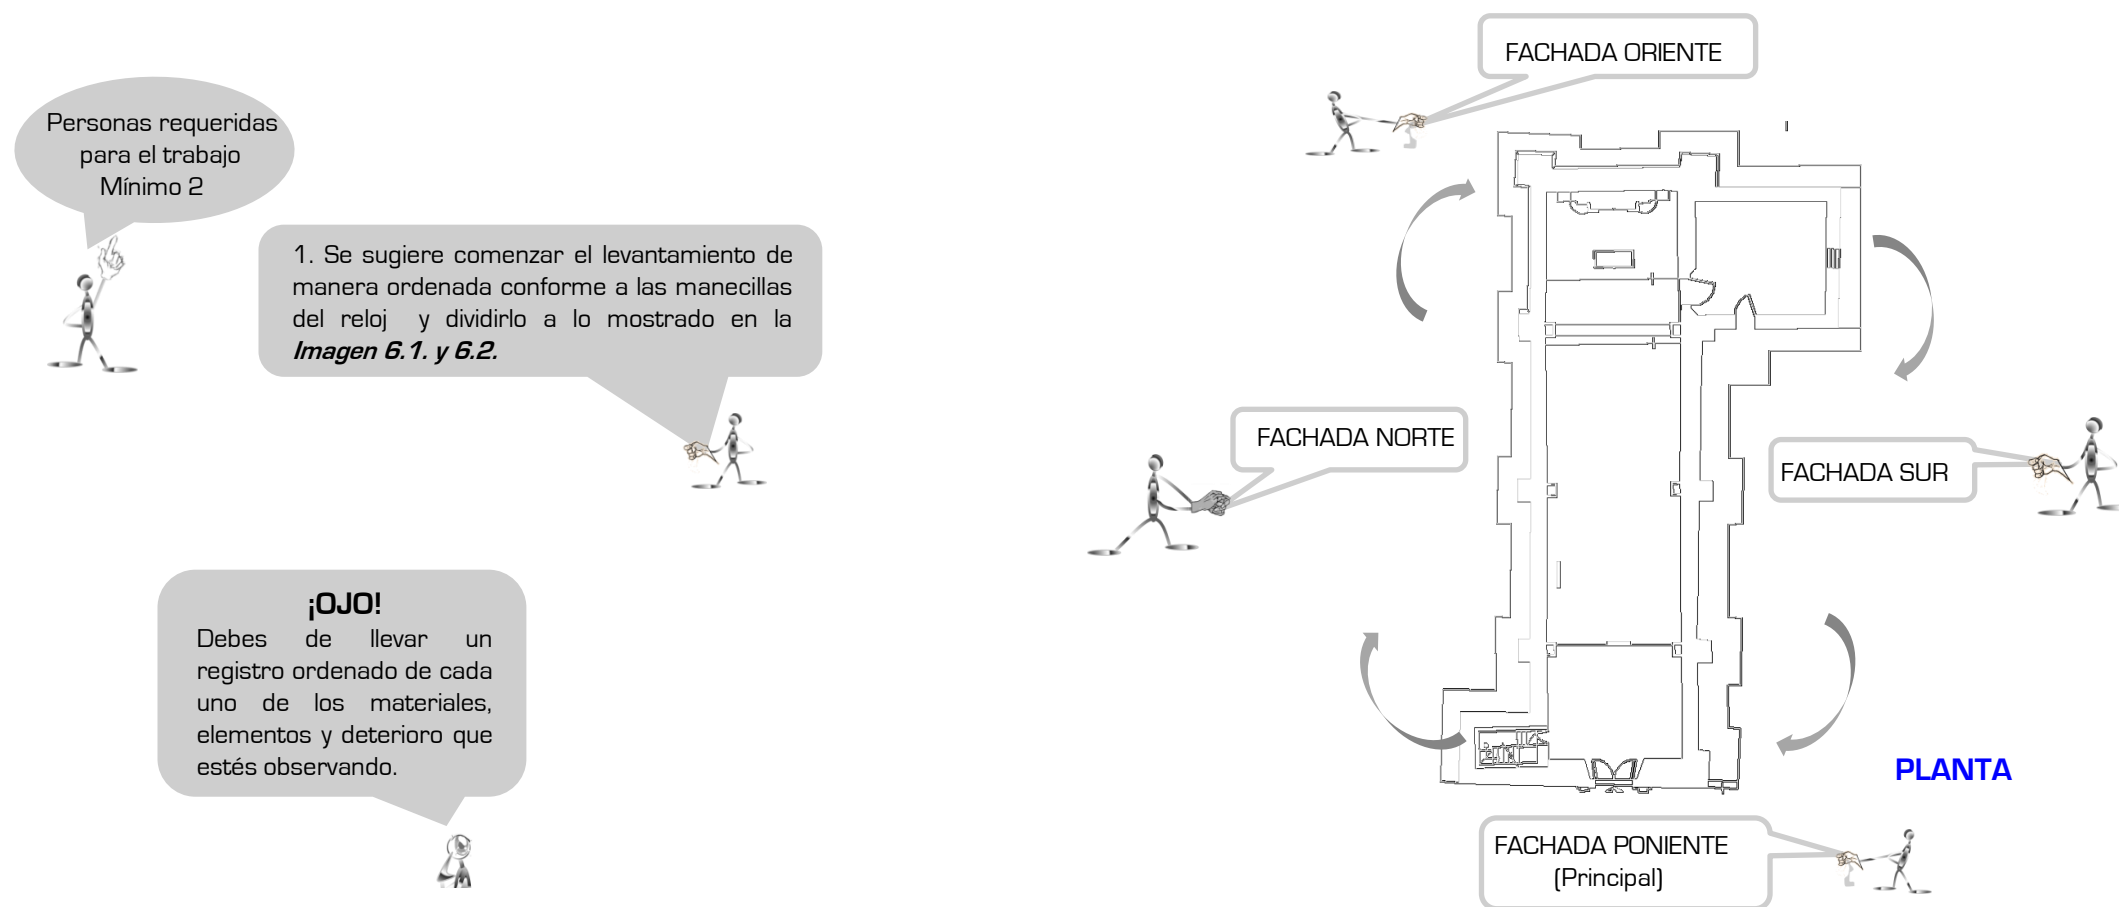 Personas requeridas
para el trabajo
Mínimo 2
1. Se sugiere comenzar el levantamiento de
manera ordenada conforme a las manecillas
del reloj y dividirlo a lo mostrado en la
Imagen 6.1. y 6.2.
¡OJO!
Debes de llevar un
registro ordenado de cada
uno de los materiales,
elementos y deterioro que
estés observando.
FACHADA ORIENTE
FACHADA NORTE
FACHADA SUR
PLANTA
FACHADA PONIENTE
(Principal)